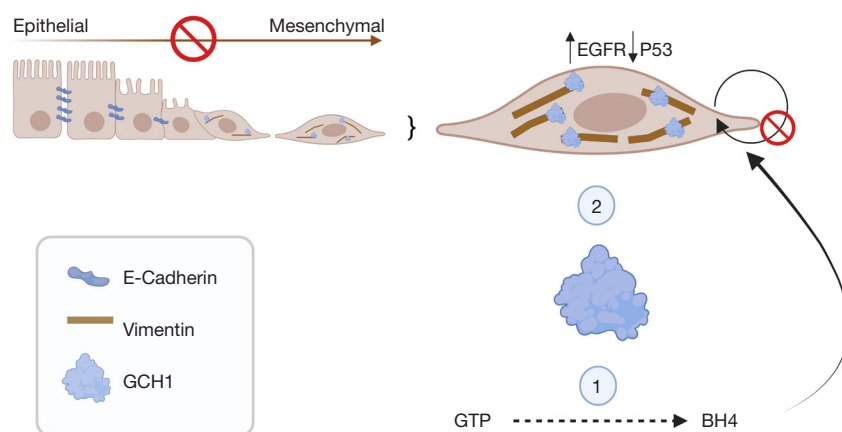 Epithelial
Mesenchymal
EGFR
P53
}
2
E-Cadherin
Vimentin
GCH1
1
GTP
BH4